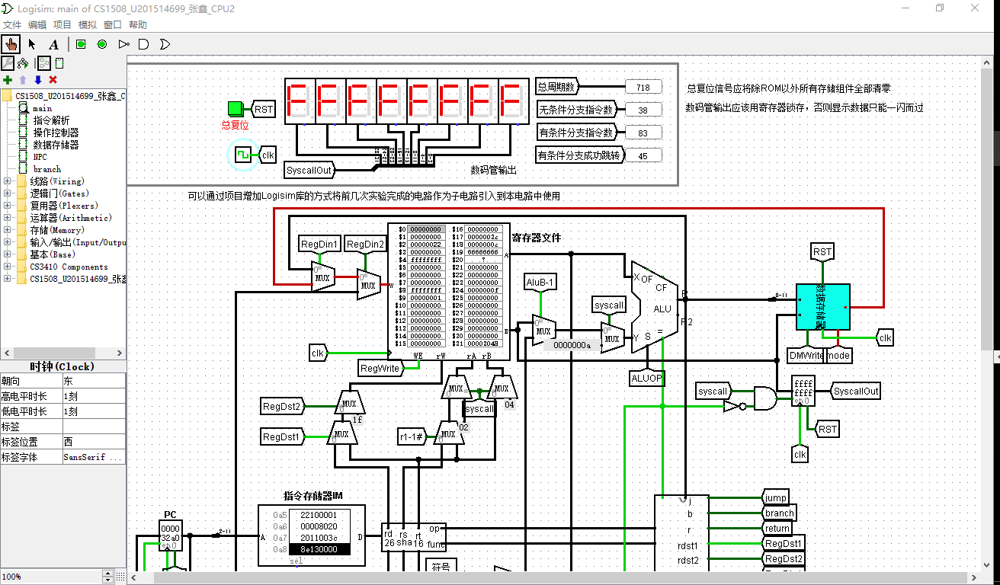 Logisim: main of CS1508_U201514699_张鑫_CPU2
文件 编辑 项目 模拟 窗口 帮助
CS1508_U201514699_张鑫_C
main
指令解析
操作控制器
数据存储器
NPC
branch
线路(Wiring)
逻辑门(Gates)
复用器(Plexers)
运算器(Arithmetic)
存储(Memory)
输入/输出(Input/Outpu
基本(Base)
CS3410 Components
CS1508_U201514699_张鑫
时钟(Clock)
朝向 东
高电平时长 1刻
低电平时长 1刻
标签
标签位置 西
标签字体 SansSerif ...
100%
RST
总复位
clk
SyscallOut
数码管输出
总周期数 718
无条件分支指令数 38
有条件分支指令数 83
有条件分支成功跳转 45
总复位信号应将除ROM以外所有存储组件全部清零
数码管输出应该用寄存器锁存，否则显示数据只能一闪而过
可以通过项目增加Logisim库的方式将前几次实验完成的电路作为子电路引入到本电路中使用
RegDin1 RegDin2
MUX
MUX
W
$0 00000000 $16 00000000
$1 00000000 $17 0000002c
$2 00000022 $18 0000000c
$3 00000000 $19 66666666
$4 ffffffff $20 ?
$5 00000000 $21 00000000
$6 00000000 $22 00000000
$7 00000000 $23 00000000
$8 ffffffff $24 0000000f
$9 00000001 $25 00000000
$10 00000000 $26 00000000
$11 00000000 $27 00000000
$12 00000000 $28 00000000
$13 00000000 $29 00000000
$14 00000000 $30 00000000
$15 00000000 $31 00002048
WE rW rA rB
A
B
寄存器文件
clk
RegWrite
AluB-1
MUX
syscall
MUX
0000000a
X OF
CF
ALU
Y S =
R
R2
ALUOP
0-11
RST
数据存储器
clk
DMWrite mode
syscall
ffff
ffff
en 0
SyscallOut
RST
clk
RegDst2
MUX
1f
RegDst1
MUX
MUX
MUX
syscall
04
02
r1-1#
MUX
指令存储器IM
0a5 22100001
0a6 00008020
0a7 2011003c
0a8 8e130000
A
D
sel
PC
0000
32a0
en 0
2-11
rd rs rt op
26 sha 16 func
符号
j jump
b branch
r return
rdst1 RegDst1
rdst2 RegDst2